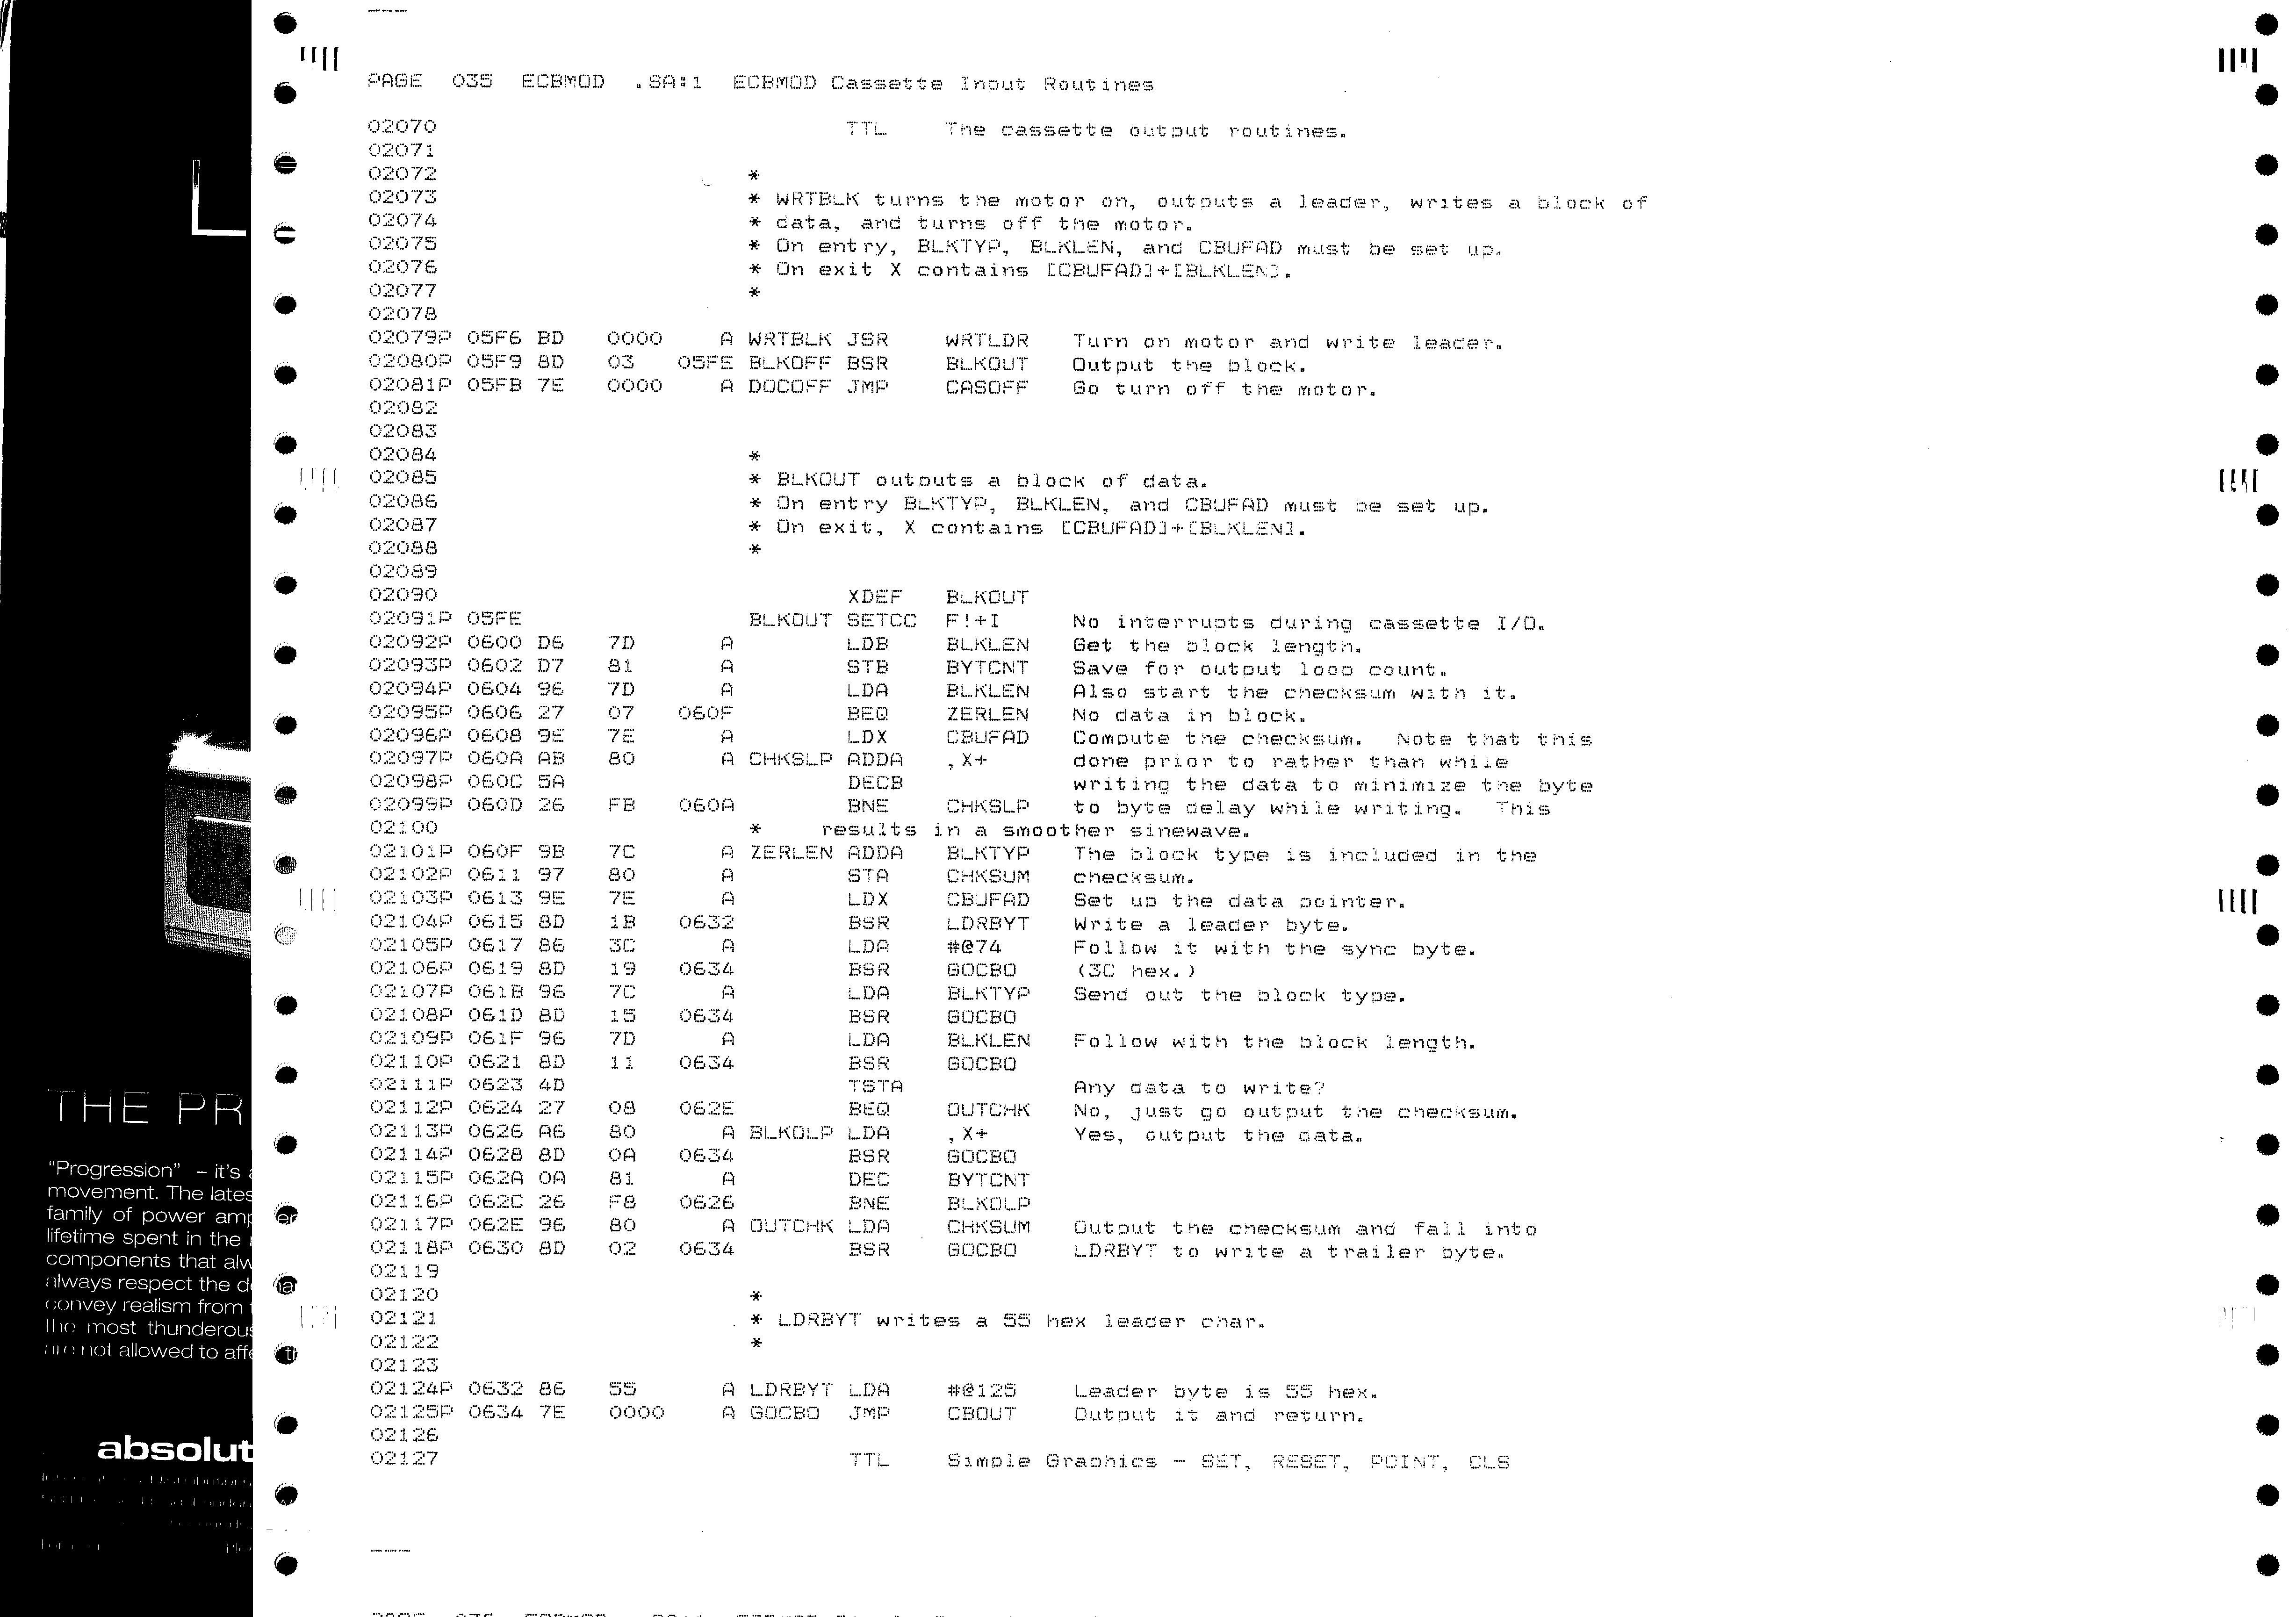 PAGE 035 ECBMOD .SA:1 ECBMOD Cassette Input Routines
02070 TTL The cassette output routines.
02071
02072 *
02073 * WRTBLK turns the motor on, outputs a leader, writes a block of
02074 * data, and turns off the motor.
02075 * On entry, BLKTYP, BLKLEN, and CBUFAD must be set up.
02076 * On exit X contains [CBUFAD]+[BLKLEN].
02077 *
02078
02079P 05F6 BD 0000 A WRTBLK JSR WRTLDR Turn on motor and write leader.
02080P 05F9 8D 03 05FE BLKOFF BSR BLKOUT Output the block.
02081P 05FB 7E 0000 A DOCOFF JMP CASOFF Go turn off the motor.
02082
02083
02084 *
02085 * BLKOUT outputs a block of data.
02086 * On entry BLKTYP, BLKLEN, and CBUFAD must be set up.
02087 * On exit, X contains [CBUFAD]+[BLKLEN].
02088 *
02089
02090 XDEF BLKOUT
02091P 05FE BLKOUT SETCC F!+I No interrupts during cassette I/O.
02092P 0600 D6 7D A LDB BLKLEN Get the block length.
02093P 0602 D7 81 A STB BYTCNT Save for output loop count.
02094P 0604 96 7D A LDA BLKLEN Also start the checksum with it.
02095P 0606 27 07 060F BEQ ZERLEN No data in block.
02096P 0608 9E 7E A LDX CBUFAD Compute the checksum. Note that this
02097P 060A AB 80 A CHKSLP ADDA ,X+ done prior to rather than while
02098P 060C 5A DECB writing the data to minimize the byte
02099P 060D 26 FB 060A BNE CHKSLP to byte delay while writing. This
02100 * results in a smoother sinewave.
02101P 060F 9B 7C A ZERLEN ADDA BLKTYP The block type is included in the
02102P 0611 97 80 A STA CHKSUM checksum.
02103P 0613 9E 7E A LDX CBUFAD Set up the data pointer.
02104P 0615 8D 1B 0632 BSR LDRBYT Write a leader byte.
02105P 0617 86 3C A LDA #@74 Follow it with the sync byte.
02106P 0619 8D 19 0634 BSR GOCBO (3C hex.)
02107P 061B 96 7C A LDA BLKTYP Send out the block type.
02108P 061D 8D 15 0634 BSR GOCBO
02109P 061F 96 7D A LDA BLKLEN Follow with the block length.
02110P 0621 8D 11 0634 BSR GOCBO
02111P 0623 4D TSTA Any data to write?
02112P 0624 27 08 062E BEQ OUTCHK No, just go output the checksum.
02113P 0626 A6 80 A BLKOLP LDA ,X+ Yes, output the data.
02114P 0628 8D 0A 0634 BSR GOCBO
02115P 062A 0A 81 A DEC BYTCNT
02116P 062C 26 F8 0626 BNE BLKOLP
02117P 062E 96 80 A OUTCHK LDA CHKSUM Output the checksum and fall into
02118P 0630 8D 02 0634 BSR GOCBO LDRBYT to write a trailer byte.
02119
02120 *
02121 * LDRBYT writes a 55 hex leader char.
02122 *
02123
02124P 0632 86 55 A LDRBYT LDA #@125 Leader byte is 55 hex.
02125P 0634 7E 0000 A GOCBO JMP CBOUT Output it and return.
02126
02127 TTL Simple Graphics - SET, RESET, POINT, CLS
L
THE PR
"Progression" – it's
movement. The lates
family of power amp
lifetime spent in the
components that alw
always respect the d
convey realism from
the most thunderous
are not allowed to affe
absolut